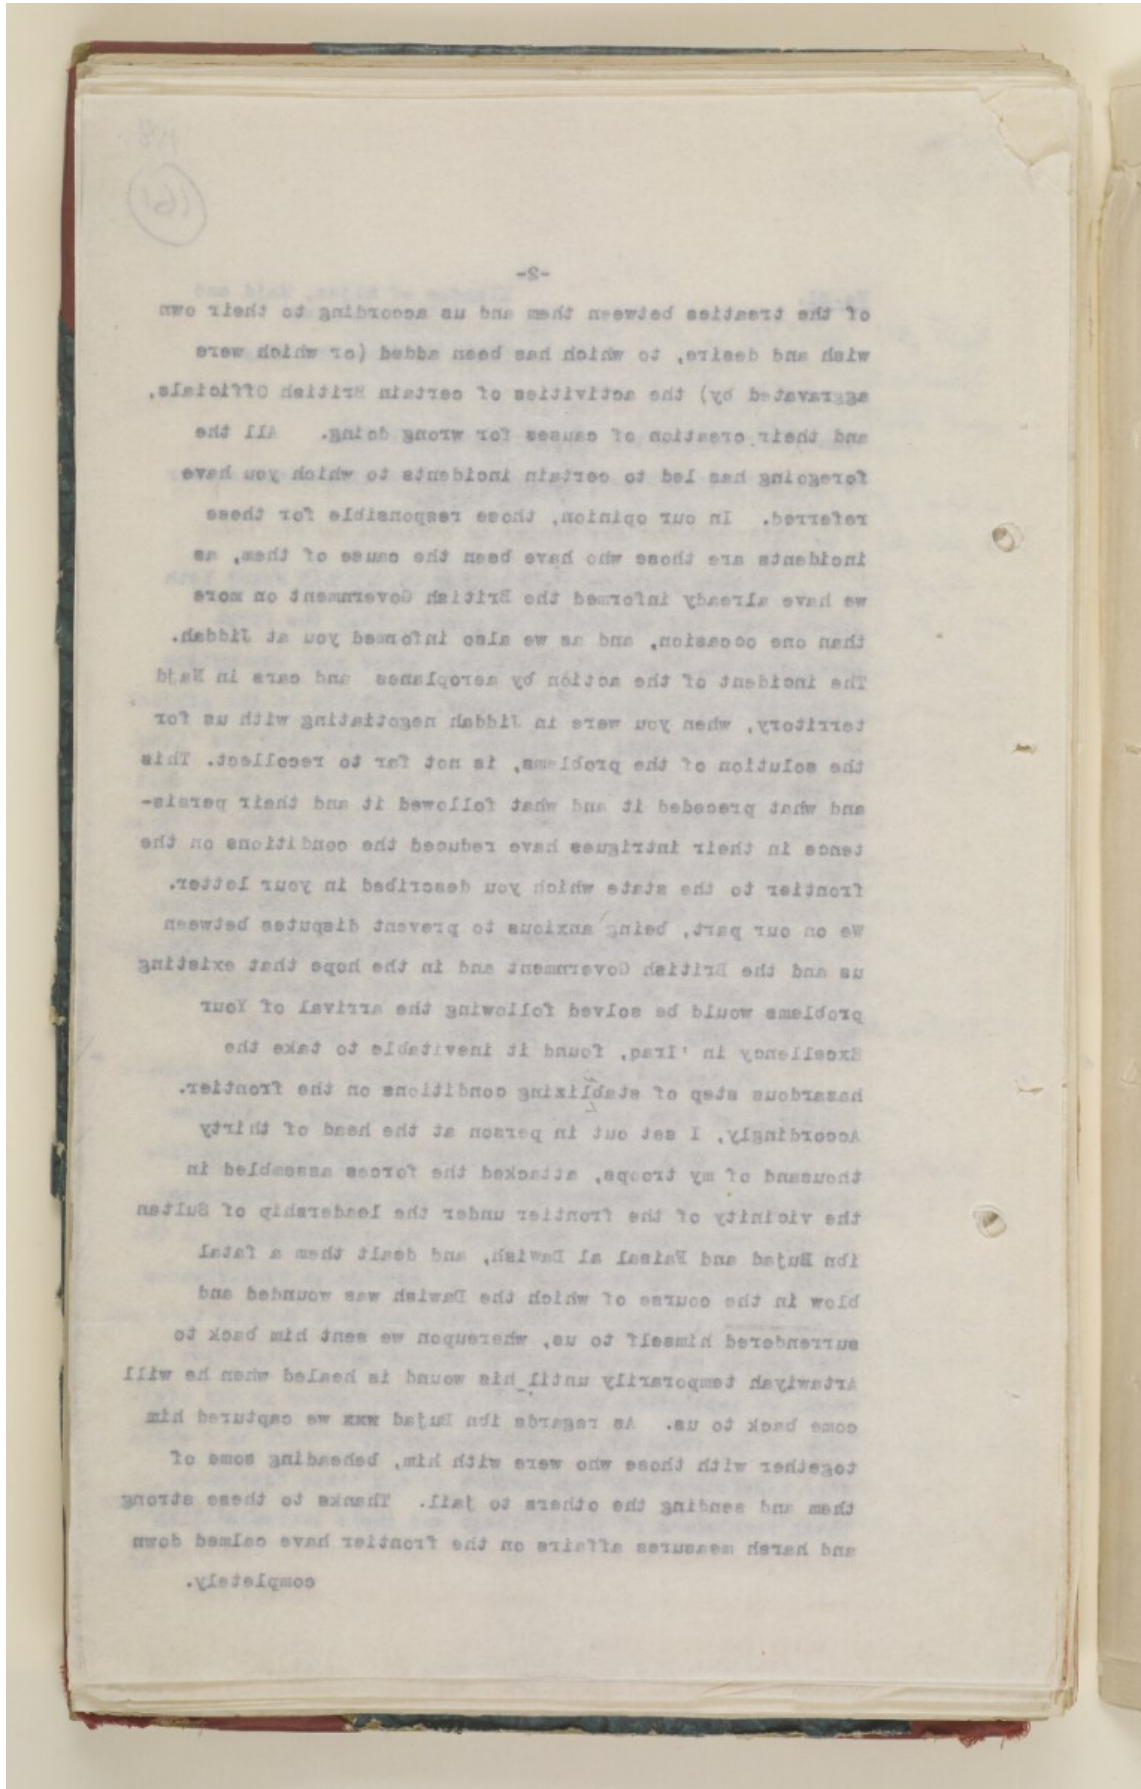 (161
-2-
of the treaties between them and us according to their own
wish and desire, to which has been added (or which were
aggravated by) the activities of certain British Officials,
and their creation of causes for wrong doing. All the
foregoing has led to certain incidents to which you have
referred. In our opinion, those responsible for these
incidents are those who have been the cause of them, as
we have already informed the British Government on more
than one occasion, and as we also informed you at Jiddah.
The incident of the action by aeroplanes and cars in Najd
territory, when you were in Jiddah negotiating with us for
the solution of the problems, is not far to recollect. This
and what preceded it and what followed it and their persis-
tence in their intrigues have reduced the conditions on the
frontier to the state which you described in your letter.
We on our part, being anxious to prevent disputes between
us and the British Government and in the hope that existing
problems would be solved following the arrival of Your
Excellency in 'Iraq, found it inevitable to take the
hazardous step of stablizing conditions on the frontier.
Accordingly, I set out in person at the head of thirty
thousand of my troops, attacked the forces assembled in
the vicinity of the frontier under the leadership of Sultan
ibn Bujad and Faisal al Dawish, and dealt them a fatal
blow in the course of which the Dawish was wounded and
surrendered himself to us, whereupon we sent him back to
Artawiyah temporarily until his wound is healed when he will
come back to us. As regards ibn Bujad wxx we captured him
together with those who were with him, beheading some of
them and sending the others to jail. Thanks to these strong
and harsh measures affairs on the frontier have calmed down
completely.